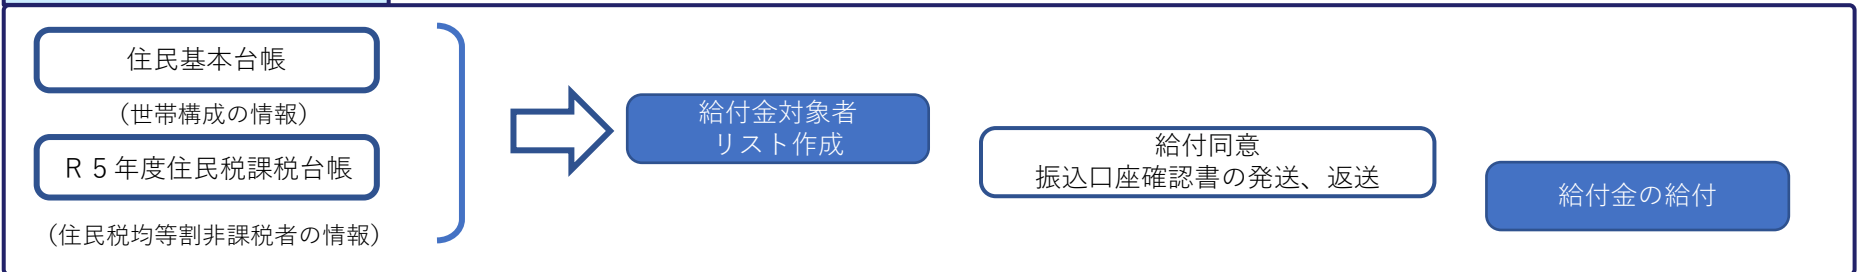 住民基本台帳
（世帯構成の情報）
Ｒ５年度住民税課税台帳
（住民税均等割非課税者の情報）
給付金対象者
リスト作成
給付同意
振込口座確認書の発送、返送
給付金の給付